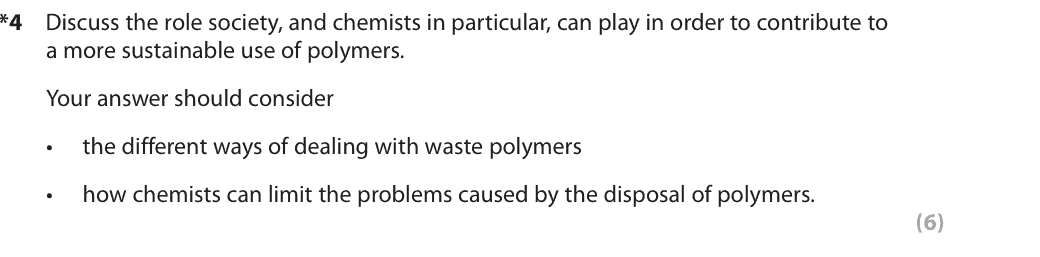 *4 Discuss the role society, and chemists in particular, can play in order to contribute to
a more sustainable use of polymers.
Your answer should consider
• the different ways of dealing with waste polymers
• how chemists can limit the problems caused by the disposal of polymers.
(6)